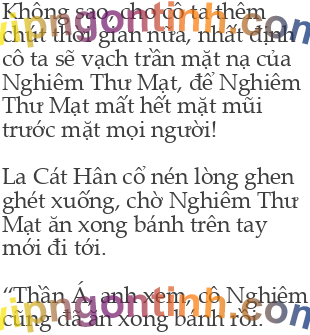 Không sao, cho cô ta thêm
chút thời gian nữa, nhất định
cô ta sẽ vạch trần mặt nạ của
Nghiêm Thư Mạt, để Nghiêm
Thư Mạt mất hết mặt mũi
trước mặt mọi người!
La Cát Hân cổ nén lòng ghen
ghét xuống, chờ Nghiêm Thư
Mạt ăn xong bánh trên tay
mới đi tới.
“Thần Á, anh xem, cô Nghiêm
cũng đã ăn xong bánh rồi
vipngontinh.com
vipngontinh.com